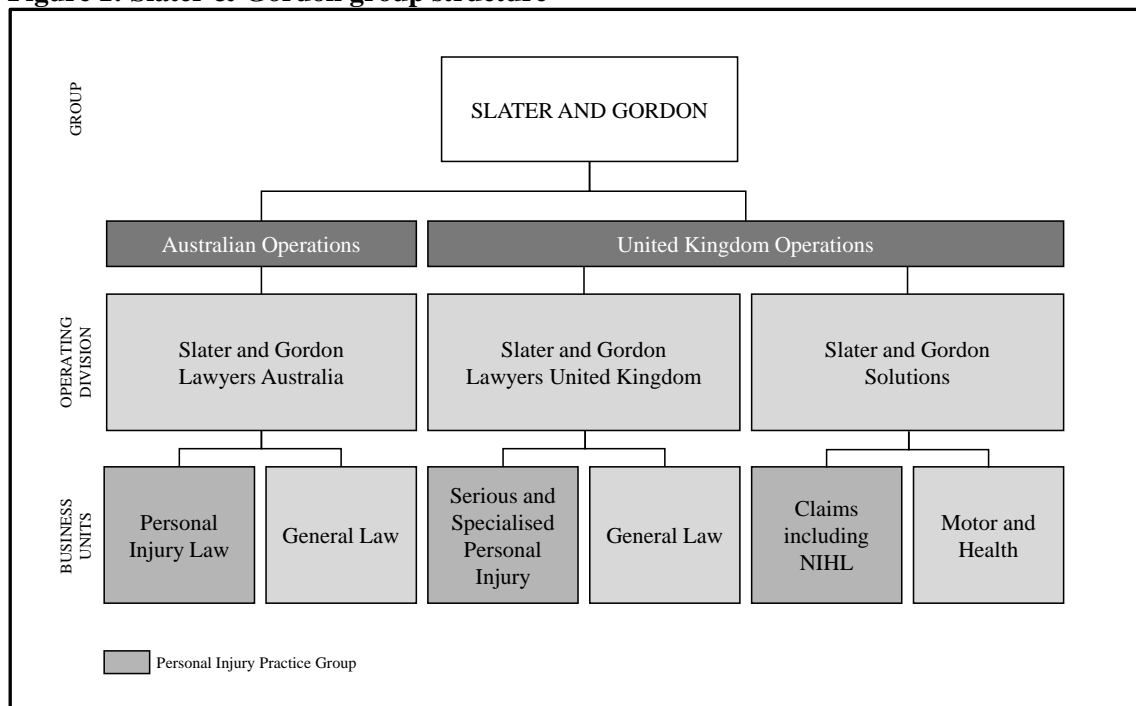 Figure 2: Slater & Gordon group structure
GROUP
SLATER AND GORDON
Australian Operations
United Kingdom Operations
OPERATING
DIVISION
Slater and Gordon
Lawyers Australia
Slater and Gordon
Lawyers United Kingdom
Slater and Gordon
Solutions
BUSINESS
UNITS
Personal
Injury Law
General Law
Serious and
Specialised
Personal
Injury
General Law
Claims
including
NIHL
Motor and
Health
Personal Injury Practice Group